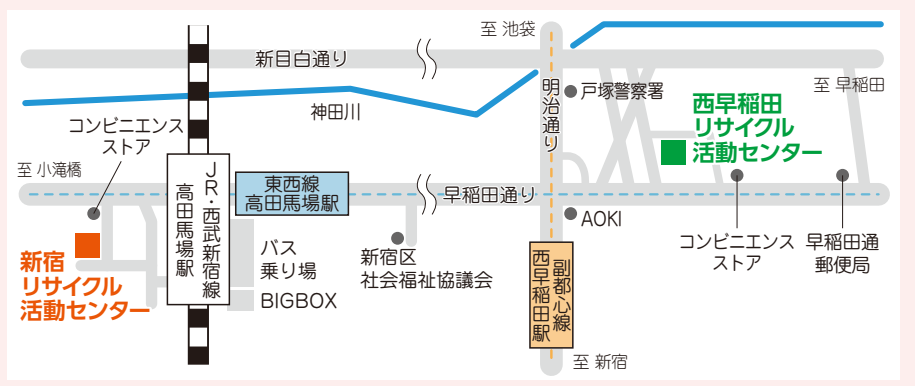 至 池袋
新目白通り
明治通り
戸塚警察署
至 早稲田
神田川
コンビニエンス
ストア
西早稲田
リサイクル
活動センター
至 小滝橋
JR・西武新宿線
高田馬場駅
東西線
高田馬場駅
早稲田通り
AOKI
新宿
リサイクル
活動センター
バス
乗り場
BIGBOX
新宿区
社会福祉協議会
副都心線
西早稲田駅
コンビニエンス
ストア
早稲田通
郵便局
至 新宿